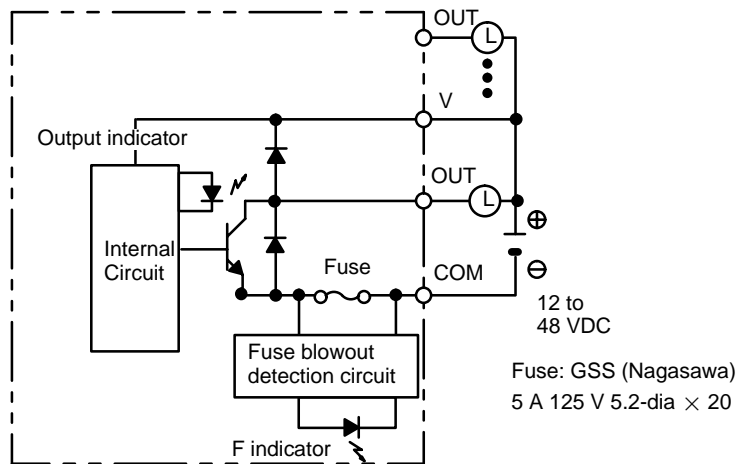 OUT
L
V
Output indicator
OUT
L
⊕
Internal
Circuit
Fuse
COM
⊖
12 to
48 VDC
Fuse blowout
detection circuit
Fuse: GSS (Nagasawa)
5 A 125 V 5.2-dia × 20
F indicator